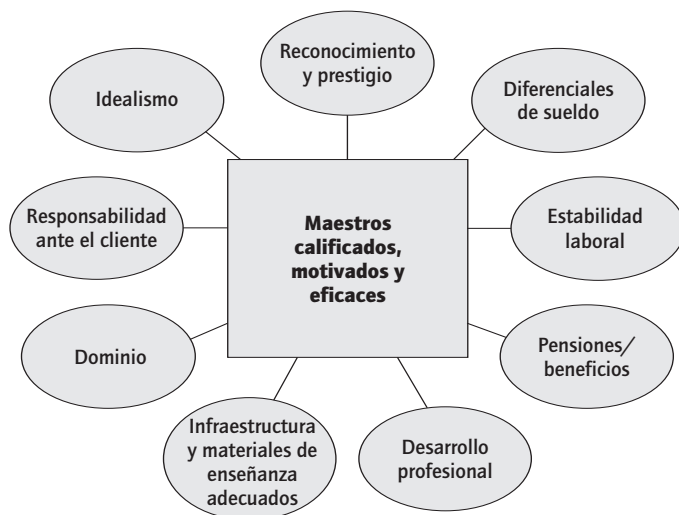 Reconocimiento
y prestigio
Idealismo
Diferenciales
de sueldo
Responsabilidad
ante el cliente
Maestros
calificados,
motivados y
eficaces
Estabilidad
laboral
Dominio
Pensiones/
beneficios
Infraestructura
y materiales de
enseñanza
adecuados
Desarrollo
profesional